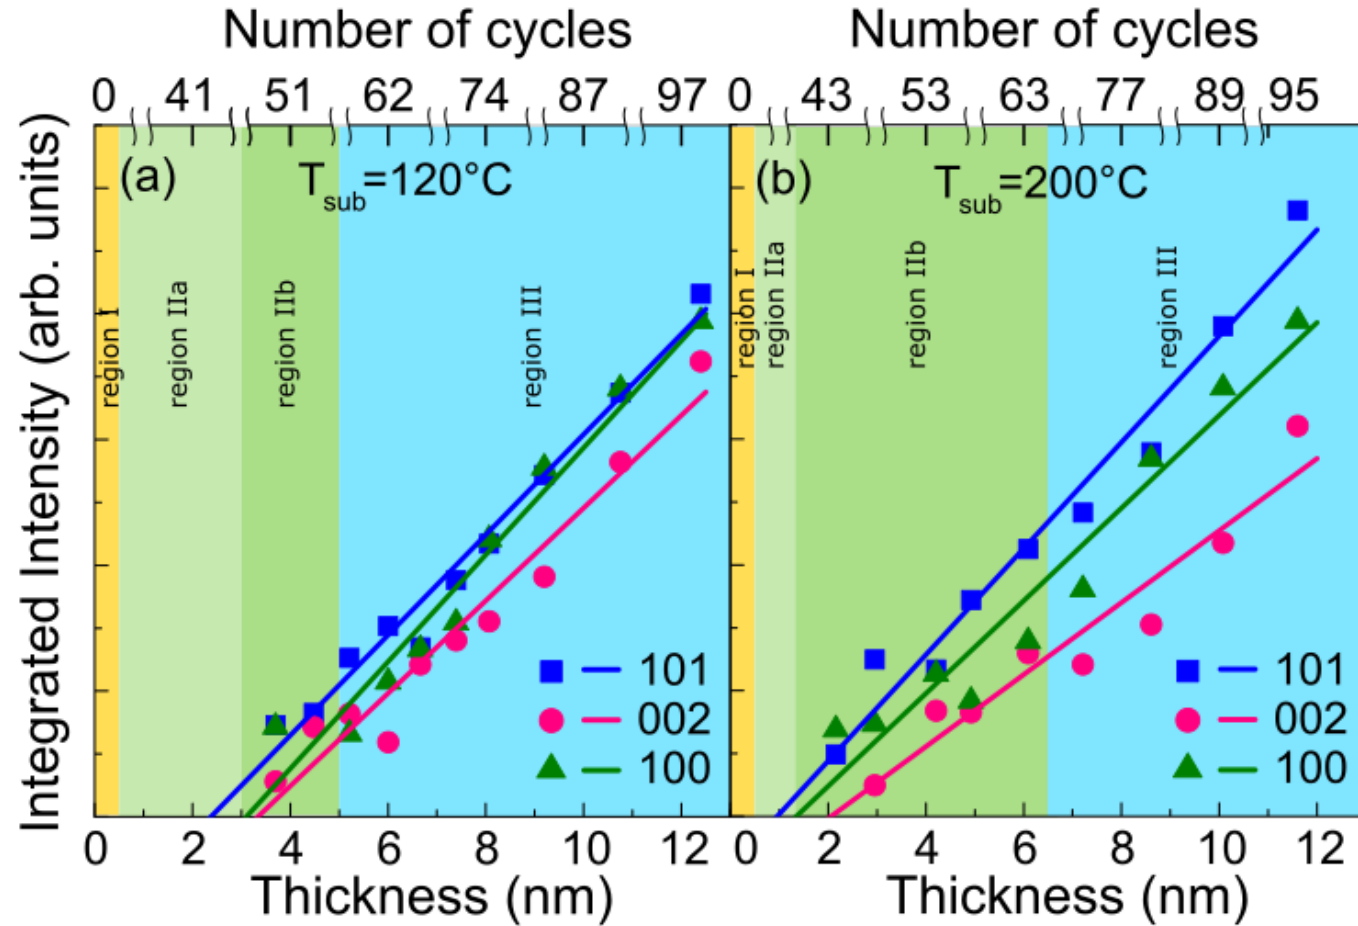 Number of cycles
0 41 51 62 74 87 97
(a) T_sub=120°C
region I
region IIa
region IIb
region III
101
002
100
0 2 4 6 8 10 12
Thickness (nm)
Integrated Intensity (arb. units)
Number of cycles
0 43 53 63 77 89 95
(b) T_sub=200°C
region I
region IIa
region IIb
region III
101
002
100
0 2 4 6 8 10 12
Thickness (nm)